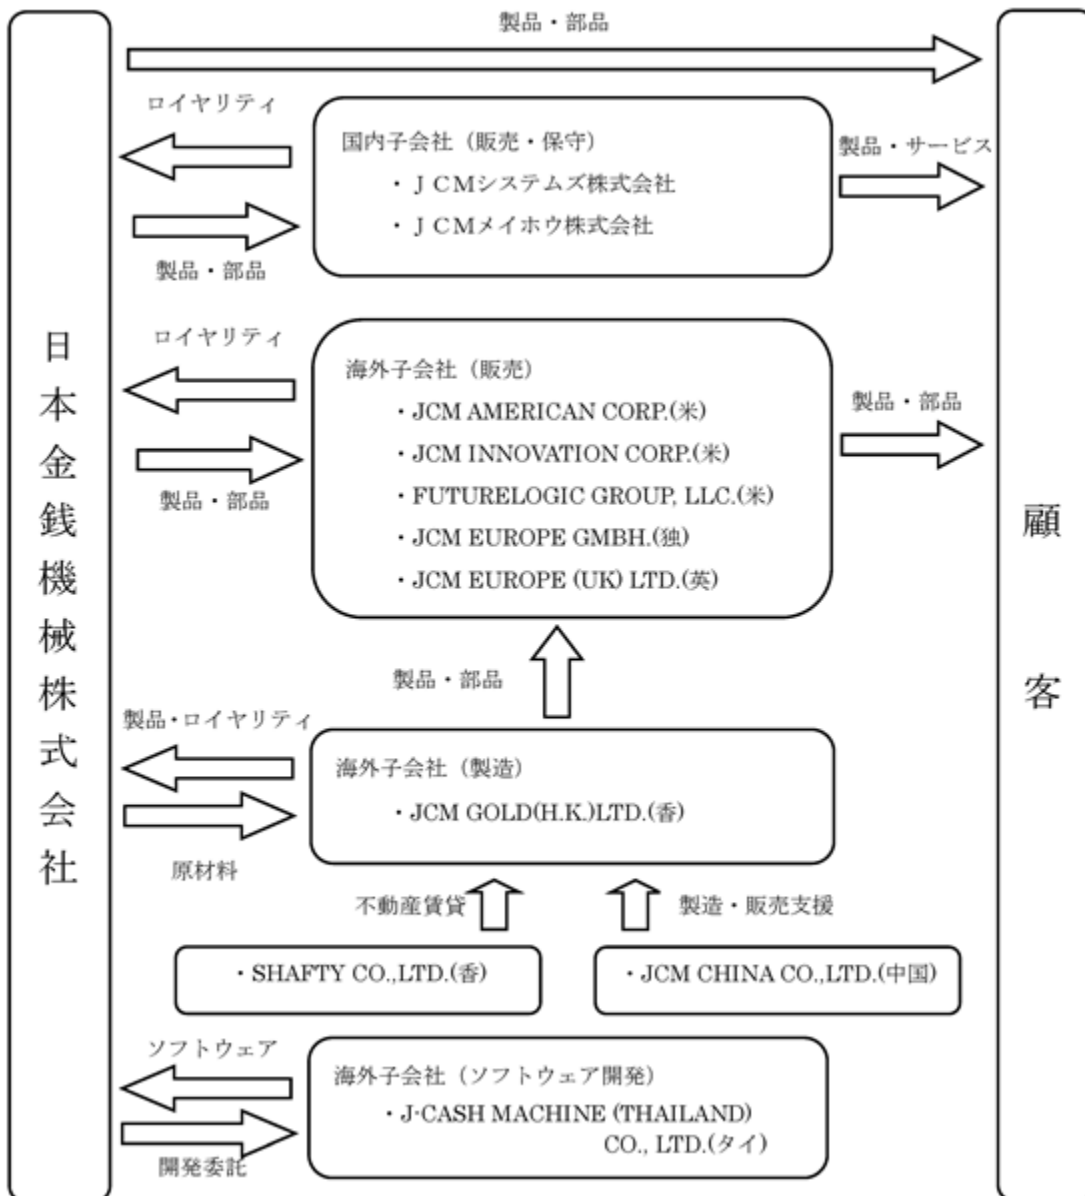 製品・部品
ロイヤリティ
国内子会社（販売・保守）
・ＪＣＭシステムズ株式会社
・ＪＣＭメイホウ株式会社
製品・サービス
製品・部品
日本金銭機械株式会社
ロイヤリティ
海外子会社（販売）
・JCM AMERICAN CORP.(米)
・JCM INNOVATION CORP.(米)
・FUTURELOGIC GROUP, LLC.(米)
・JCM EUROPE GMBH.(独)
・JCM EUROPE (UK) LTD.(英)
製品・部品
製品・部品
顧客
製品・部品
製品・ロイヤリティ
海外子会社（製造）
・JCM GOLD(H.K.)LTD.(香)
原材料
不動産賃貸
製造・販売支援
・SHAFTY CO.,LTD.(香)
・JCM CHINA CO.,LTD.(中国)
ソフトウェア
海外子会社（ソフトウェア開発）
・J-CASH MACHINE (THAILAND)
CO., LTD.(タイ)
開発委託